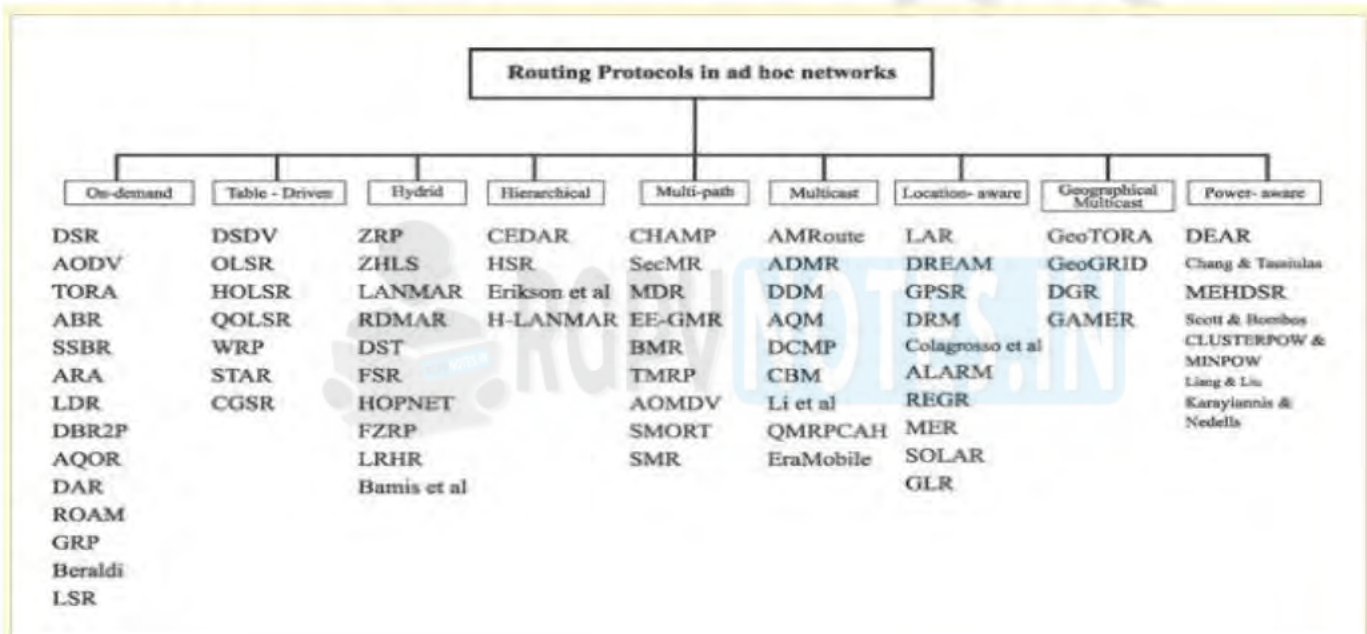 Routing Protocols in ad hoc networks
On-demand
DSR
AODV
TORA
ABR
SSBR
ARA
LDR
DBR2P
AQOR
DAR
ROAM
GRP
Beraldi
LSR
Table - Driven
DSDV
OLSR
HOLSR
QOLSR
WRP
STAR
CGSR
Hydrid
ZRP
ZHLS
LANMAR
RDMAR
DST
FSR
HOPNET
FZRP
LRHR
Bamis et al
Hierarchical
CEDAR
HSR
Erikson et al
H-LANMAR
Multi-path
CHAMP
SecMR
MDR
EE-GMR
BMR
TMRP
AOMDV
SMORT
SMR
Multicast
AMRoute
ADMR
DDM
AQM
DCMP
CBM
Li et al
QMRPCAH
EraMobile
Location- aware
LAR
DREAM
GPSR
DRM
Colagrosso et al
ALARM
REGR
MER
SOLAR
GLR
Geographical
Multicast
GeoTORA
GeoGRID
DGR
GAMER
Power- aware
DEAR
Chang & Tassiulas
MEHDSR
Scott & Bombos
CLUSTERPOW &
MINPOW
Liang & Liu
Karayiannis &
Nedella
RGPVNOTES.IN